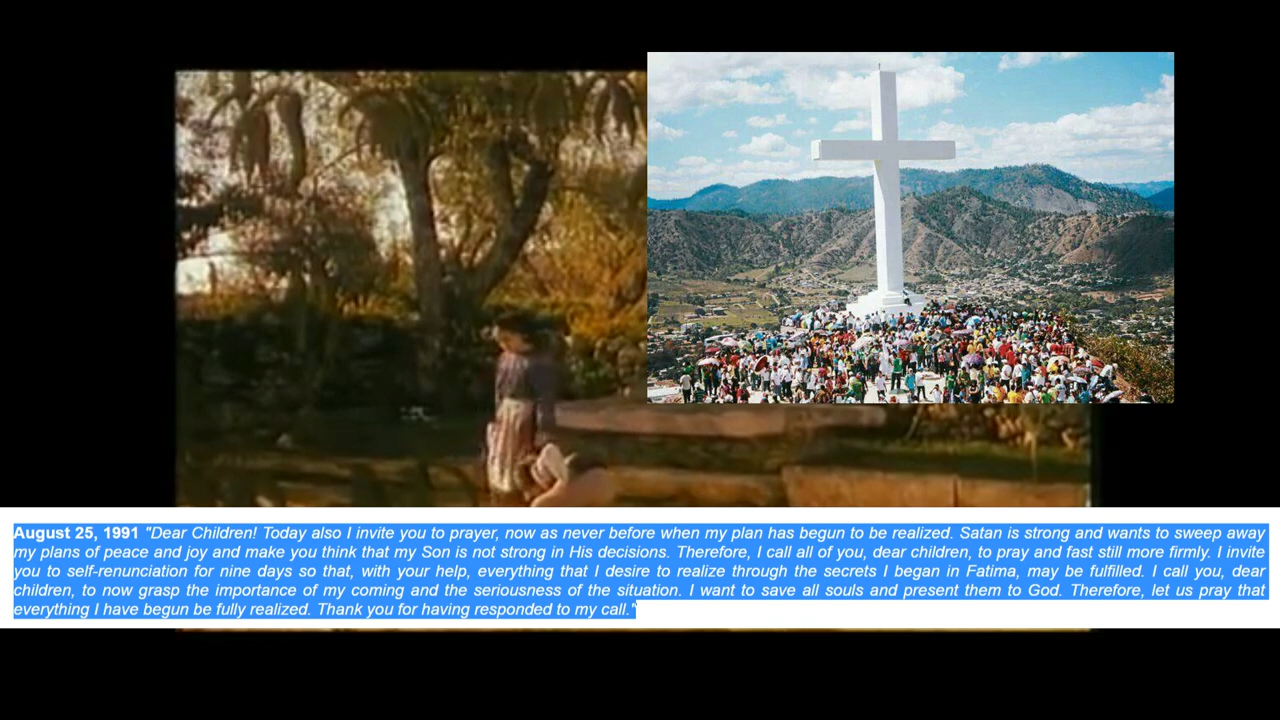 August 25, 1991 "Dear Children! Today also I invite you to prayer, now as never before when my plan has begun to be realized. Satan is strong and wants to sweep away
my plans of peace and joy and make you think that my Son is not strong in His decisions. Therefore, I call all of you, dear children, to pray and fast still more firmly. I invite
you to self-renunciation for nine days so that, with your help, everything that I desire to realize through the secrets I began in Fatima, may be fulfilled. I call you, dear
children, to now grasp the importance of my coming and the seriousness of the situation. I want to save all souls and present them to God. Therefore, let us pray that
everything I have begun be fully realized. Thank you for having responded to my call."